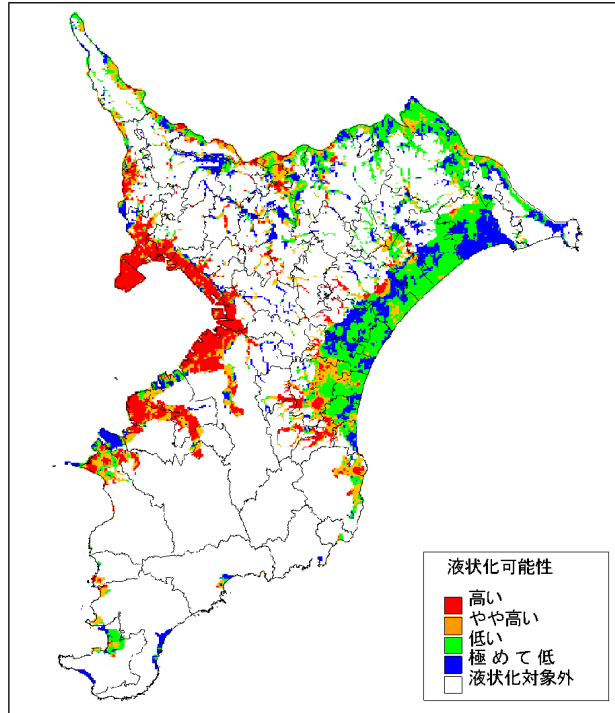 液状化可能性
高い
やや高い
低い
極めて低
液状化対象外